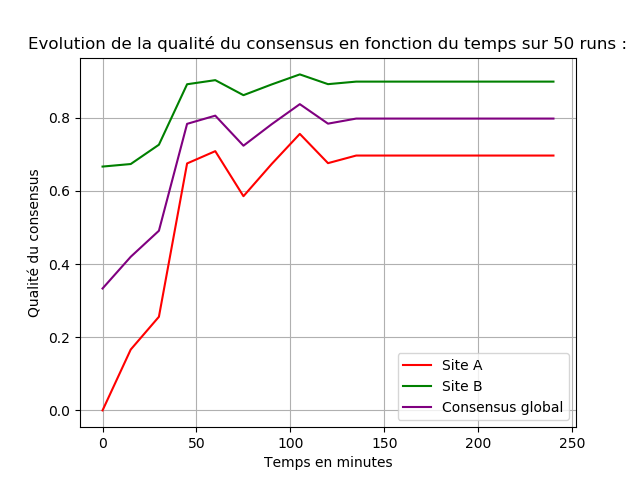 Evolution de la qualité du consensus en fonction du temps sur 50 runs :
Qualité du consensus
0.8
0.6
0.4
0.2
0.0
Site A
Site B
Consensus global
0 50 100 150 200 250
Temps en minutes